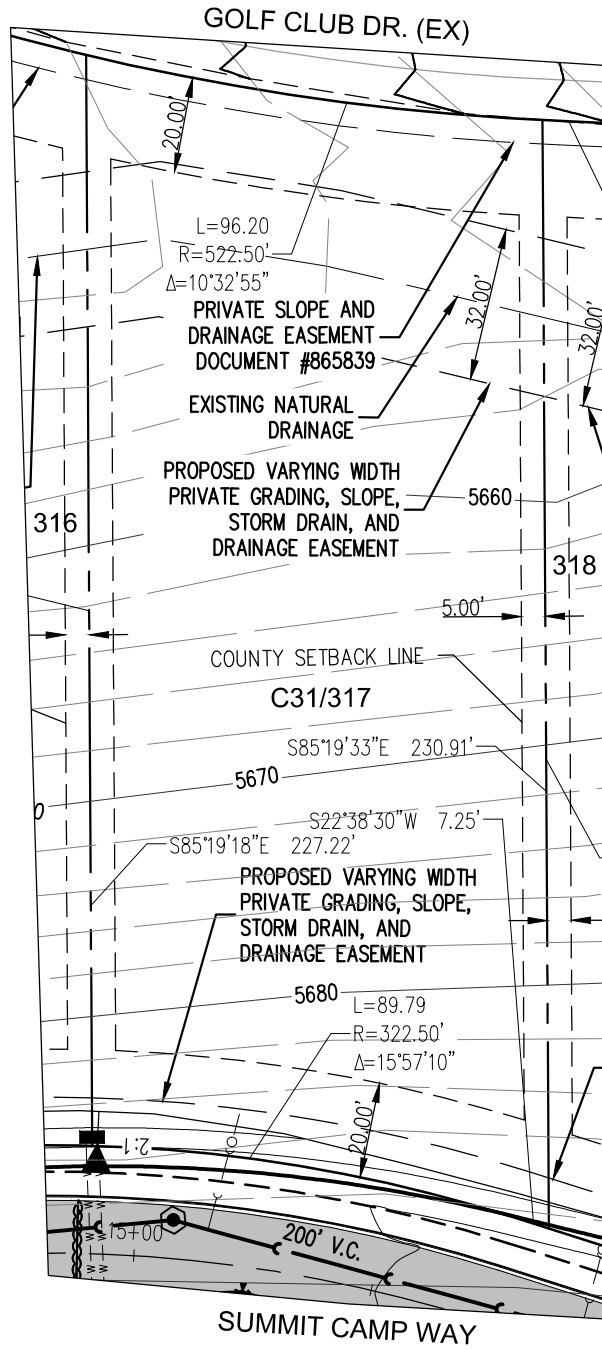 GOLF CLUB DR. (EX)
20.00'
L=96.20
R=522.50'
Δ=10°32'55"
PRIVATE SLOPE AND
DRAINAGE EASEMENT
DOCUMENT #865839
32.00'
32.00'
EXISTING NATURAL
DRAINAGE
PROPOSED VARYING WIDTH
PRIVATE GRADING, SLOPE,
STORM DRAIN, AND
DRAINAGE EASEMENT
5660
316
318
5.00'
COUNTY SETBACK LINE
C31/317
S85°19'33"E 230.91'
5670
0
S22°38'30"W 7.25'
S85°19'18"E 227.22'
PROPOSED VARYING WIDTH
PRIVATE GRADING, SLOPE,
STORM DRAIN, AND
DRAINAGE EASEMENT
5680
L=89.79
R=322.50'
Δ=15°57'10"
20.00'
2:1
15+00
200' V.C.
SUMMIT CAMP WAY